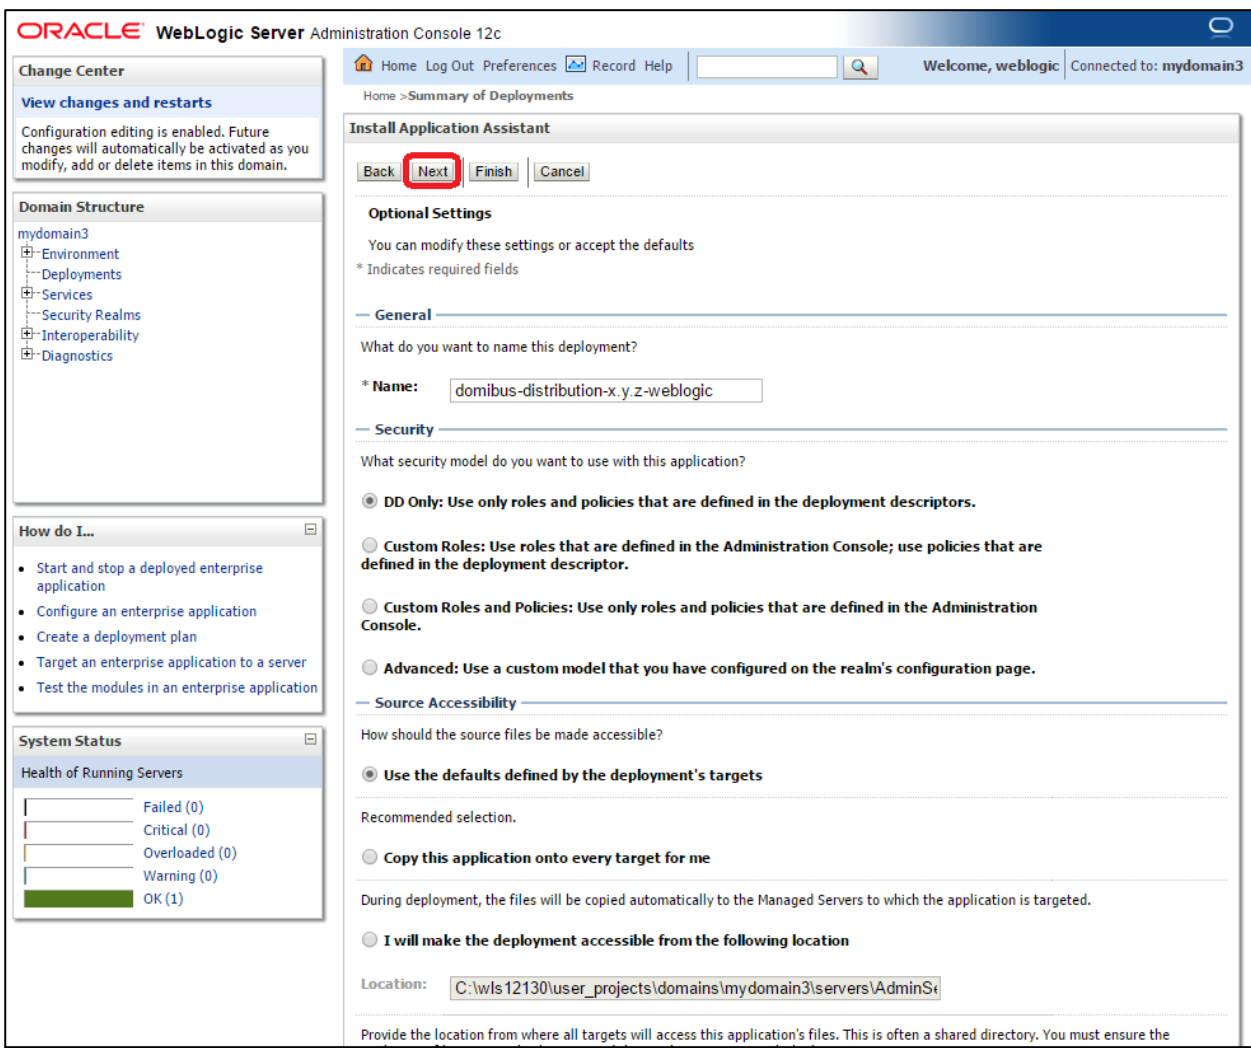 ORACLE WebLogic Server Administration Console 12c
Change Center
View changes and restarts
Configuration editing is enabled. Future
changes will automatically be activated as you
modify, add or delete items in this domain.
Domain Structure
mydomain3
Environment
Deployments
Services
Security Realms
Interoperability
Diagnostics
How do I...
Start and stop a deployed enterprise
application
Configure an enterprise application
Create a deployment plan
Target an enterprise application to a server
Test the modules in an enterprise application
System Status
Health of Running Servers
Failed (0)
Critical (0)
Overloaded (0)
Warning (0)
OK (1)
Home Log Out Preferences Record Help
Welcome, weblogic Connected to: mydomain3
Home >Summary of Deployments
Install Application Assistant
Back Next Finish Cancel
Optional Settings
You can modify these settings or accept the defaults
* Indicates required fields
General
What do you want to name this deployment?
* Name: domibus-distribution-x.y.z-weblogic
Security
What security model do you want to use with this application?
DD Only: Use only roles and policies that are defined in the deployment descriptors.
Custom Roles: Use roles that are defined in the Administration Console; use policies that are
defined in the deployment descriptor.
Custom Roles and Policies: Use only roles and policies that are defined in the Administration
Console.
Advanced: Use a custom model that you have configured on the realm's configuration page.
Source Accessibility
How should the source files be made accessible?
Use the defaults defined by the deployment's targets
Recommended selection.
Copy this application onto every target for me
During deployment, the files will be copied automatically to the Managed Servers to which the application is targeted.
I will make the deployment accessible from the following location
Location: C:\wls12130\user_projects\domains\mydomain3\servers\AdminSe
Provide the location from where all targets will access this application's files. This is often a shared directory. You must ensure the